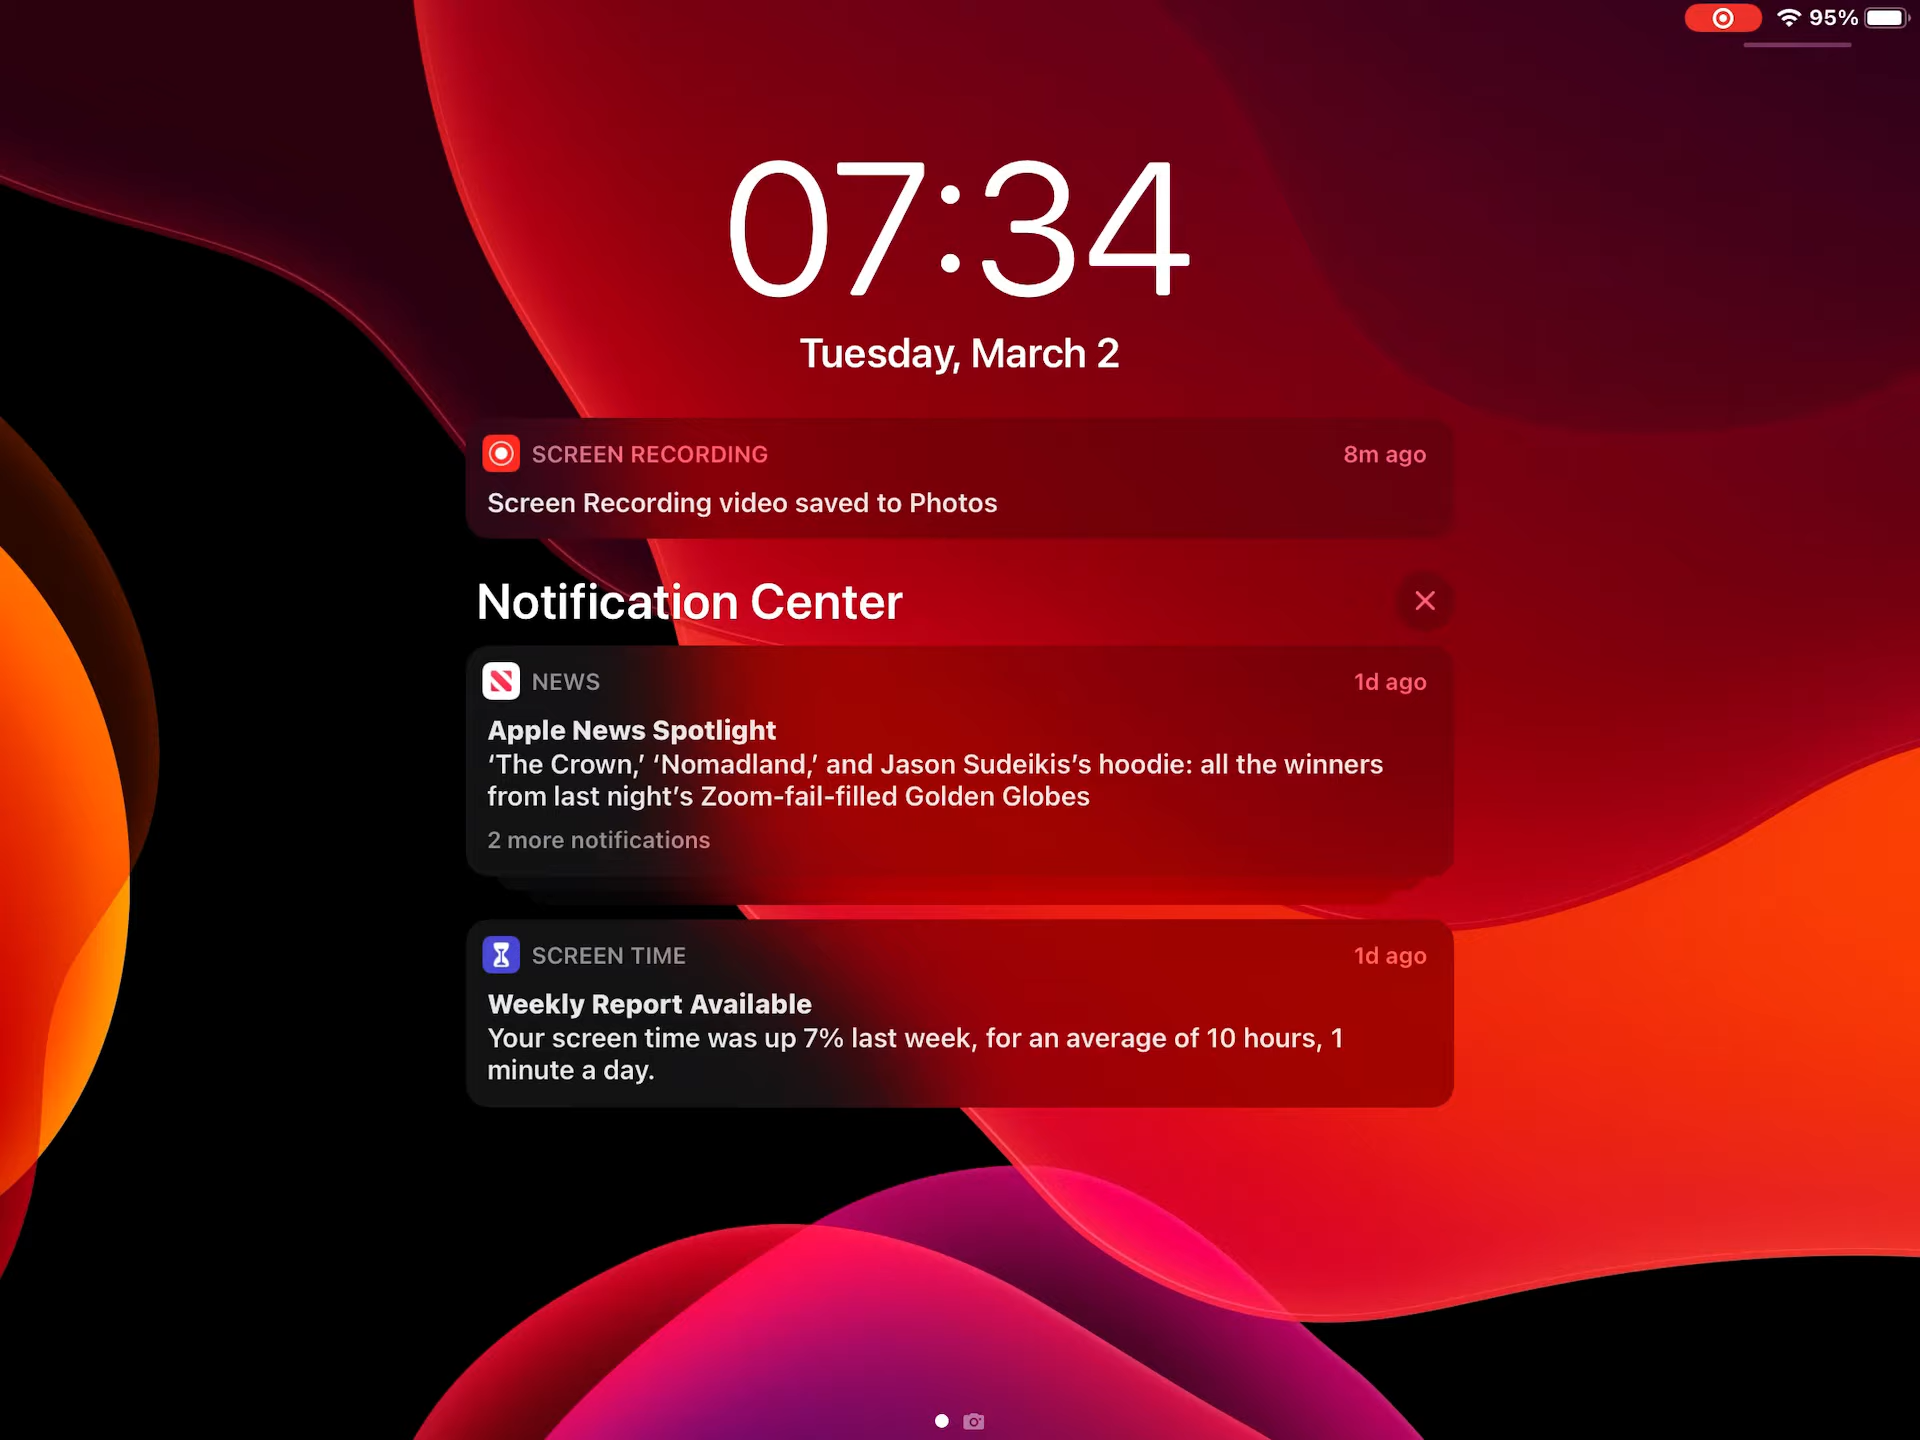 95%
07:34
Tuesday, March 2
SCREEN RECORDING
8m ago
Screen Recording video saved to Photos
Notification Center
NEWS
1d ago
Apple News Spotlight
‘The Crown,’ ‘Nomadland,’ and Jason Sudeikis’s hoodie: all the winners
from last night’s Zoom-fail-filled Golden Globes
2 more notifications
SCREEN TIME
1d ago
Weekly Report Available
Your screen time was up 7% last week, for an average of 10 hours, 1
minute a day.